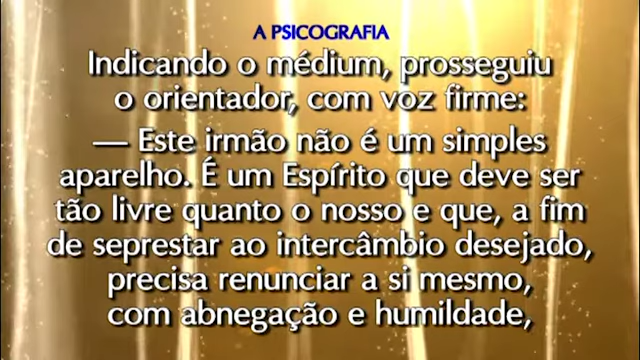 A PSICOGRAFIA
Indicando o médium, prosseguiu
o orientador, com voz firme:
— Este irmão não é um simples
aparelho. É um Espírito que deve ser
tão livre quanto o nosso e que, a fim
de seprestar ao intercâmbio desejado,
precisa renunciar a si mesmo,
com abnegação e humildade,